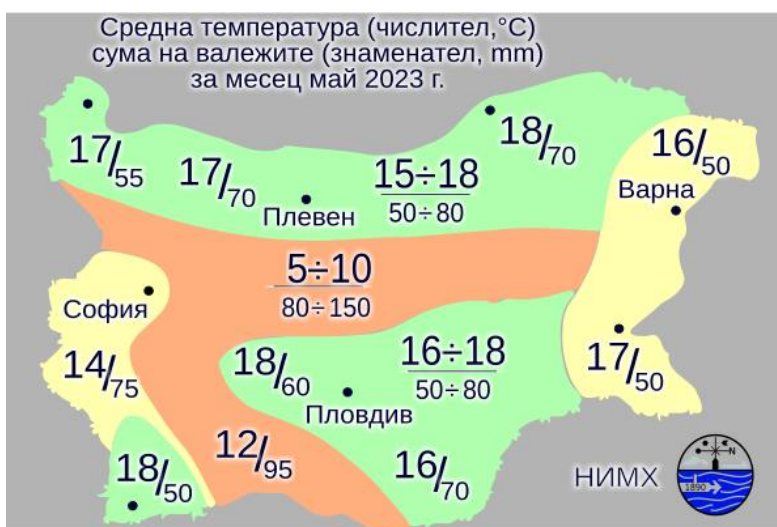 Средна температура (числител,°C)
сума на валежите (знаменател, mm)
за месец май 2023 г.
17/55
17/70
Плевен
15÷18
50÷80
18/70
16/50
Варна
5÷10
80÷150
София
14/75
18/60
Пловдив
16÷18
50÷80
17/50
18/50
12/95
16/70
НИМХ
N
1890